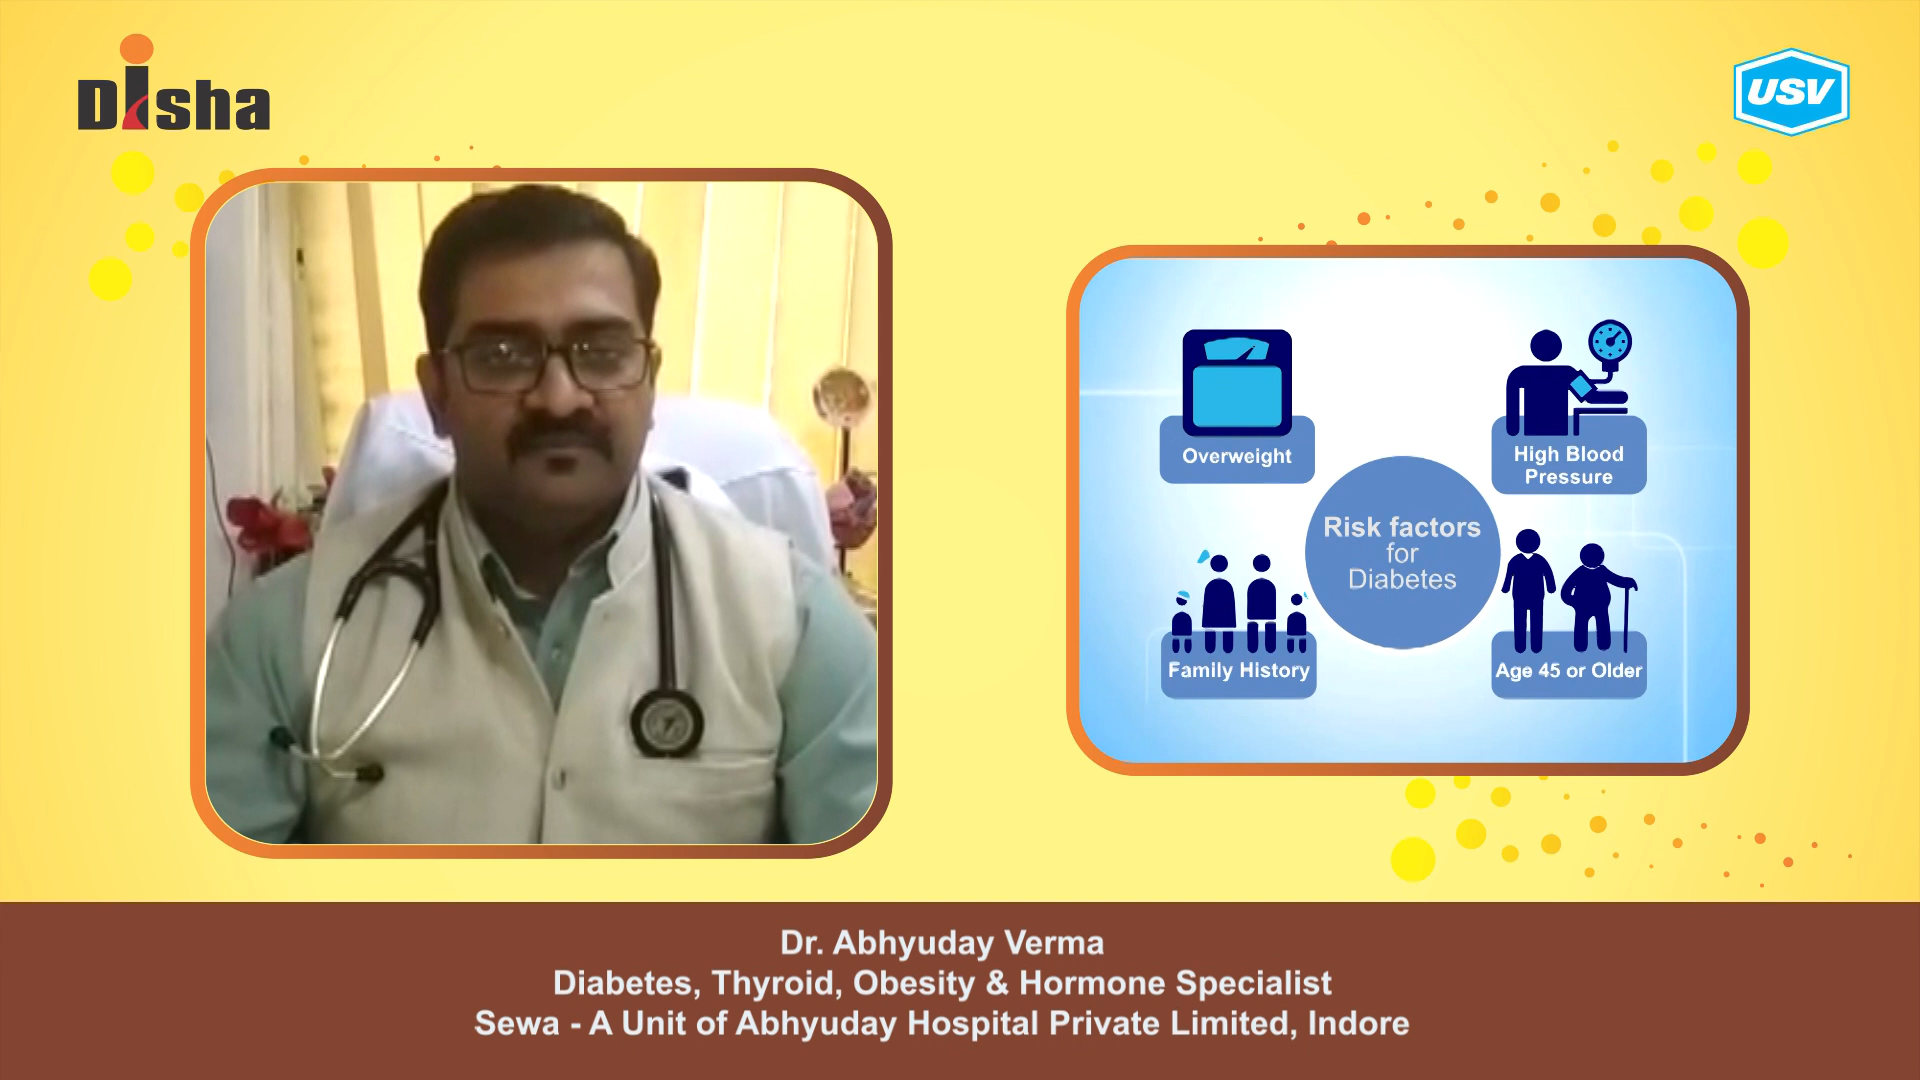 Disha
USV
Overweight
High Blood
Pressure
Risk factors
for
Diabetes
Family History
Age 45 or Older
Dr. Abhyuday Verma
Diabetes, Thyroid, Obesity & Hormone Specialist
Sewa - A Unit of Abhyuday Hospital Private Limited, Indore